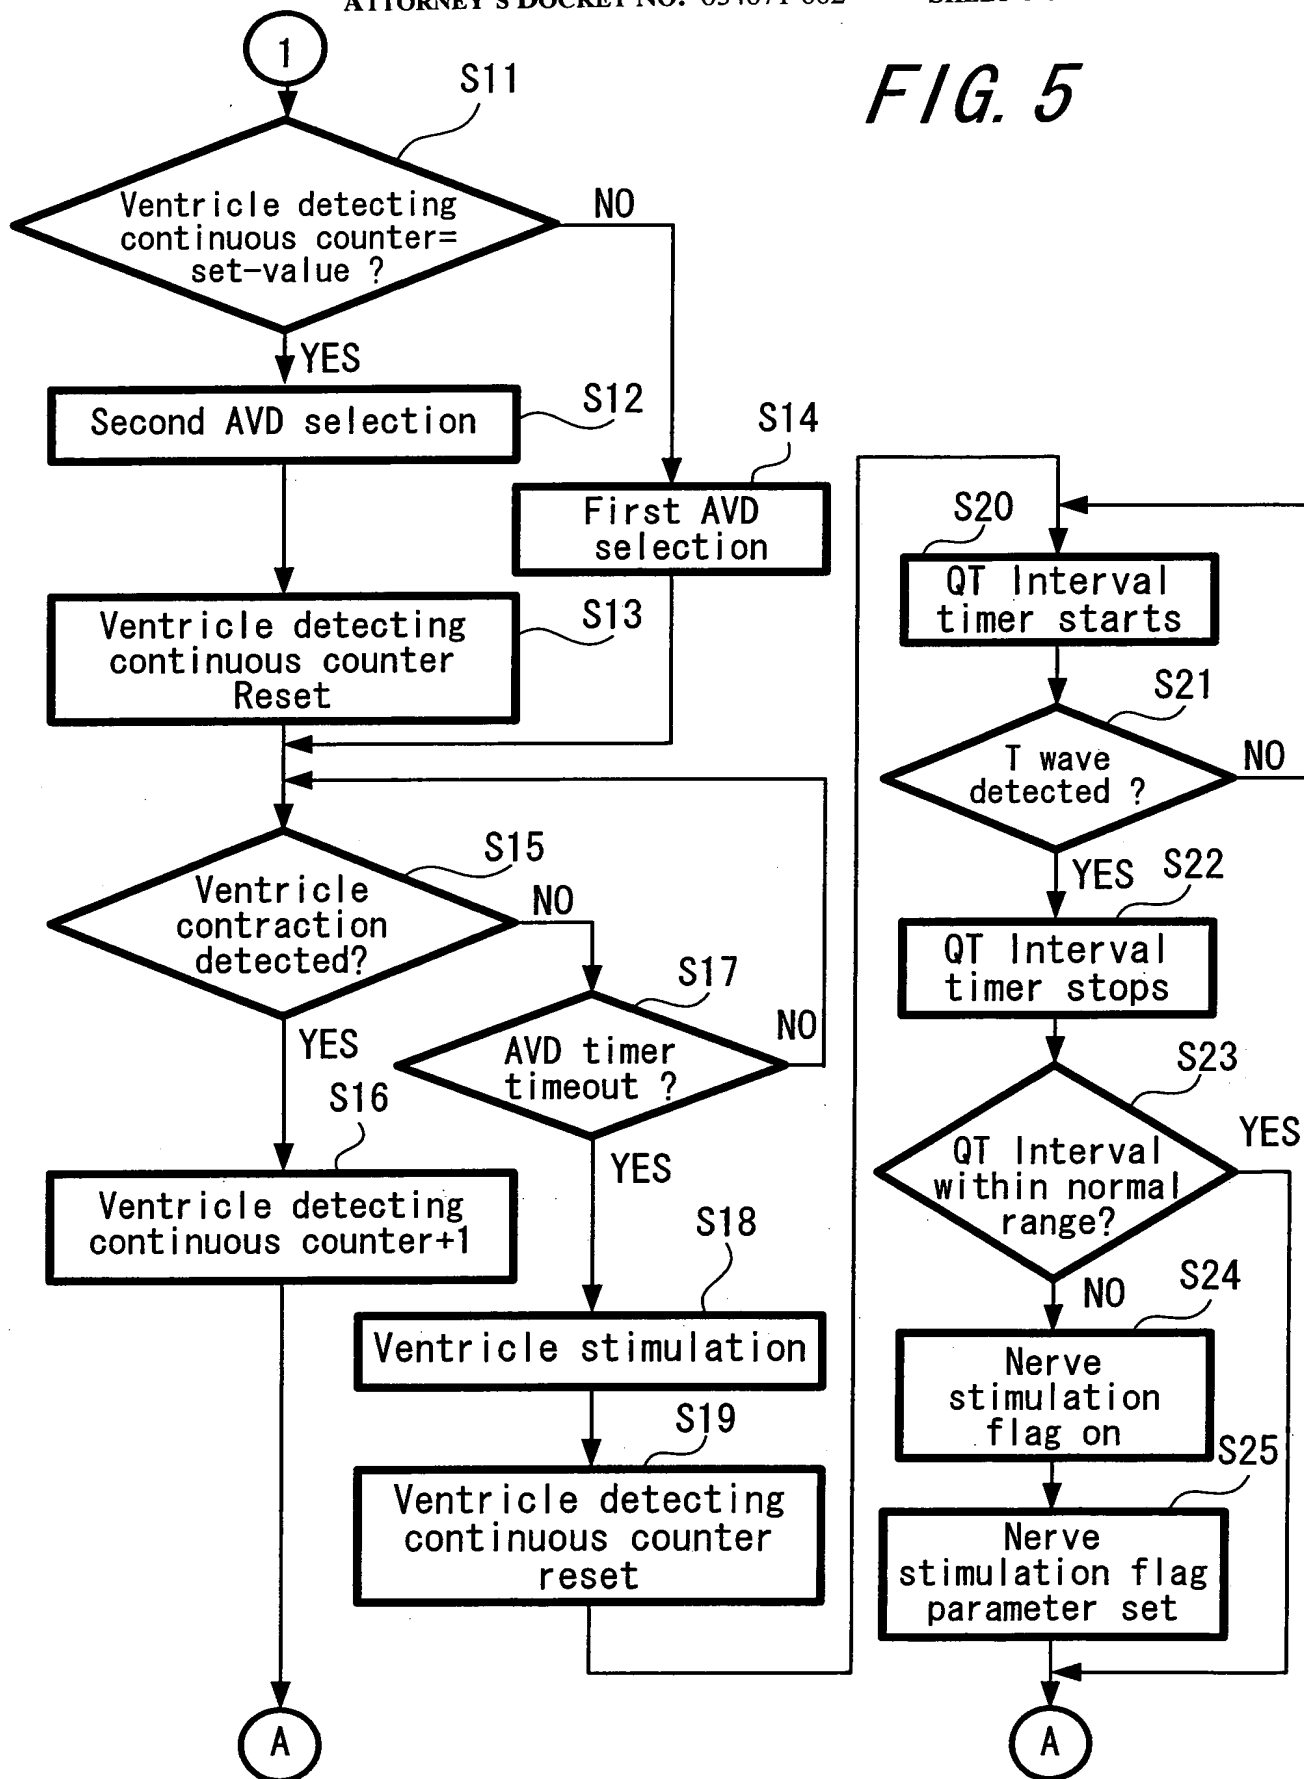 ATTORNEY'S DOCKET NO.
FIG. 5
1
S11
Ventricle detecting
continuous counter=
set-value ?
NO
YES
S12
Second AVD selection
S14
First AVD
selection
S13
Ventricle detecting
continuous counter
Reset
S15
Ventricle
contraction
detected?
NO
YES
S17
AVD timer
timeout ?
NO
YES
S16
Ventricle detecting
continuous counter+1
S18
Ventricle stimulation
S19
Ventricle detecting
continuous counter
reset
A
S20
QT Interval
timer starts
S21
T wave
detected ?
NO
YES
S22
QT Interval
timer stops
S23
QT Interval
within normal
range?
YES
NO
S24
Nerve
stimulation
flag on
S25
Nerve
stimulation flag
parameter set
A